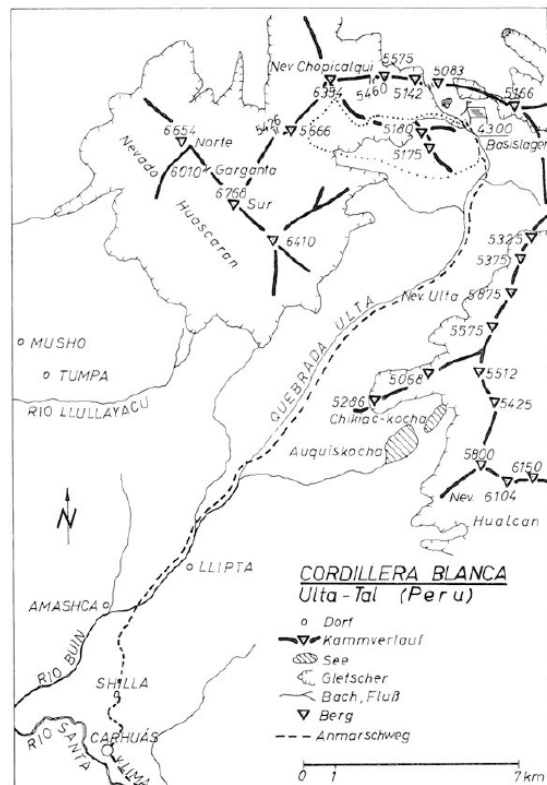 5575
Nev. Chopicalqui
5083
6354
5460
5142
5166
5426
5666
5180
4300
Basislager
6654
Norte
5175
Nevado
6010
Garganta
6768
Sur
Huascaran
6410
5325
5375
Nev. Ulta
5875
5575
MUSHO
TUMPA
QUEBRADA ULTA
5068
5512
RIO LLULLAYACU
5286
5425
Chikiac-kocha
Auquiskocha
5800
6150
Nev.
6104
Hualcan
N
LLIPTA
CORDILLERA BLANCA
Ulta-Tal (Peru)
AMASHCA
Dorf
Kammverlauf
See
Gletscher
Bach, Fluß
Berg
Anmarschweg
RIO BUIN
SHILLA
RIO SANTA
CARHUÁS
V. LIMA
0 1 7 km